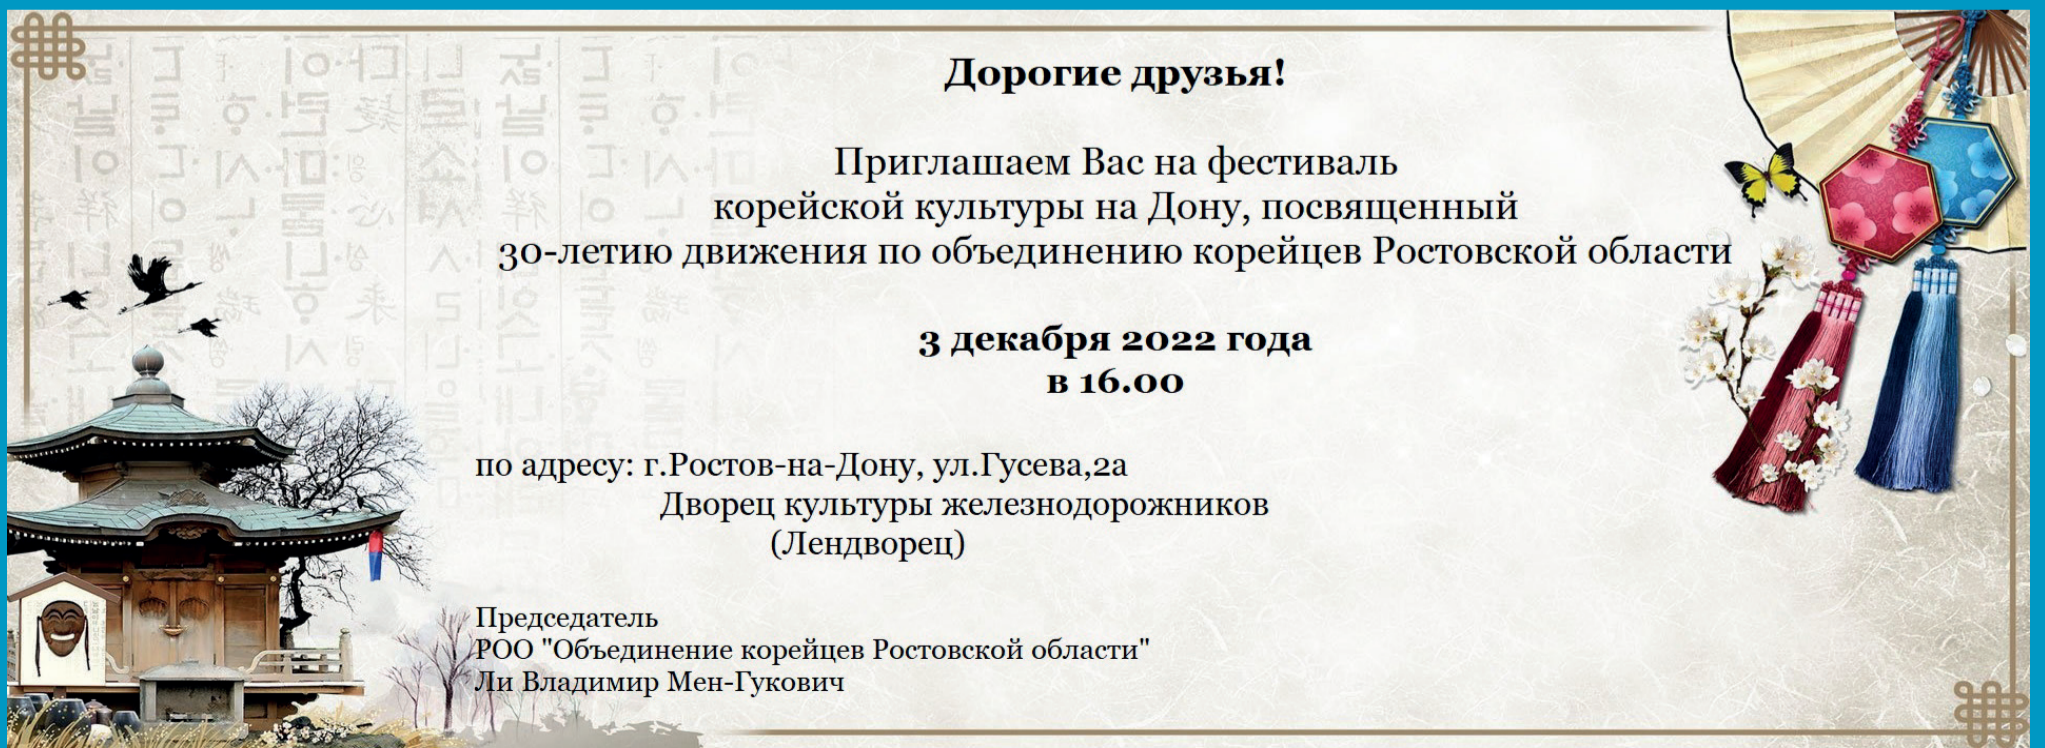 Дорогие друзья!
Приглашаем Вас на фестиваль
корейской культуры на Дону, посвященный
30-летию движения по объединению корейцев Ростовской области
3 декабря 2022 года
в 16.00
по адресу: г.Ростов-на-Дону, ул.Гусева,2а
Дворец культуры железнодорожников
(Лендворец)
Председатель
РОО "Объединение корейцев Ростовской области"
Ли Владимир Мен-Гукович